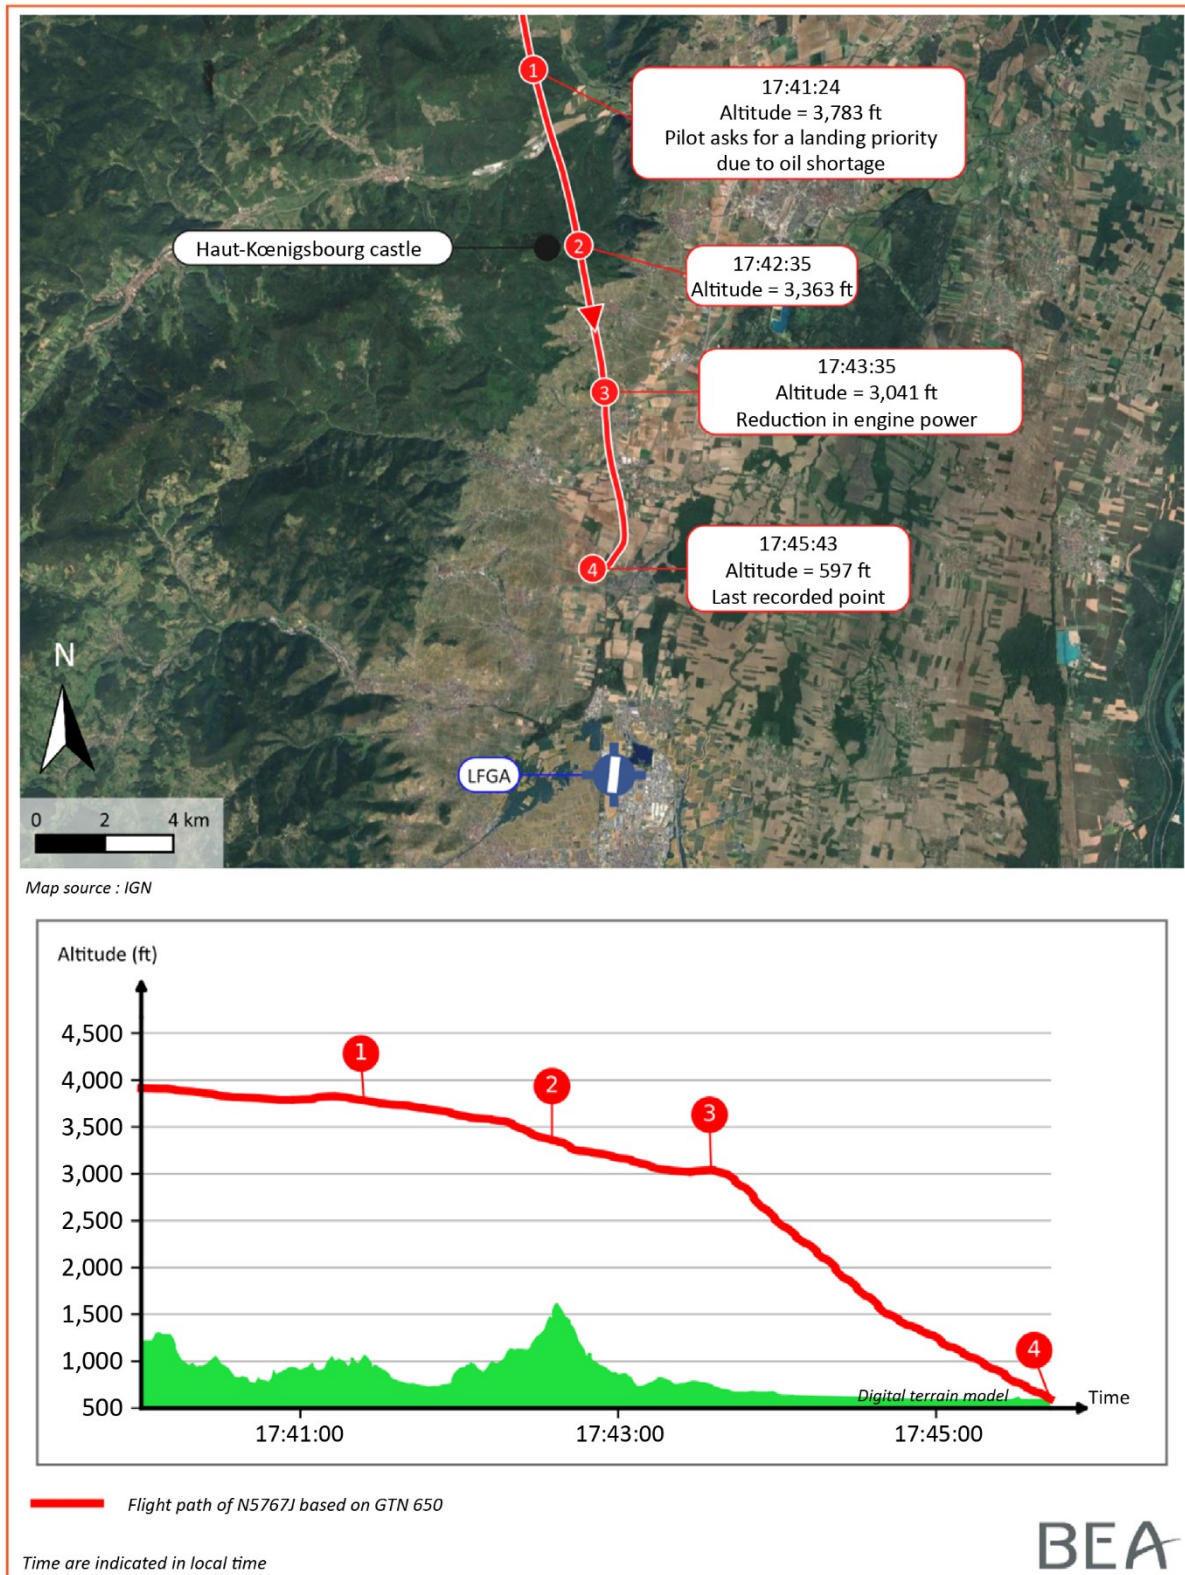 1
17:41:24
Altitude = 3,783 ft
Pilot asks for a landing priority
due to oil shortage
Haut-Kœnigsbourg castle
2
17:42:35
Altitude = 3,363 ft
3
17:43:35
Altitude = 3,041 ft
Reduction in engine power
4
17:45:43
Altitude = 597 ft
Last recorded point
N
LFGA
0 2 4 km
Map source : IGN
Altitude (ft)
4,500
4,000
3,500
3,000
2,500
2,000
1,500
1,000
500
1
2
3
4
Digital terrain model
Time
17:41:00 17:43:00 17:45:00
Flight path of N5767J based on GTN 650
Time are indicated in local time
BEA